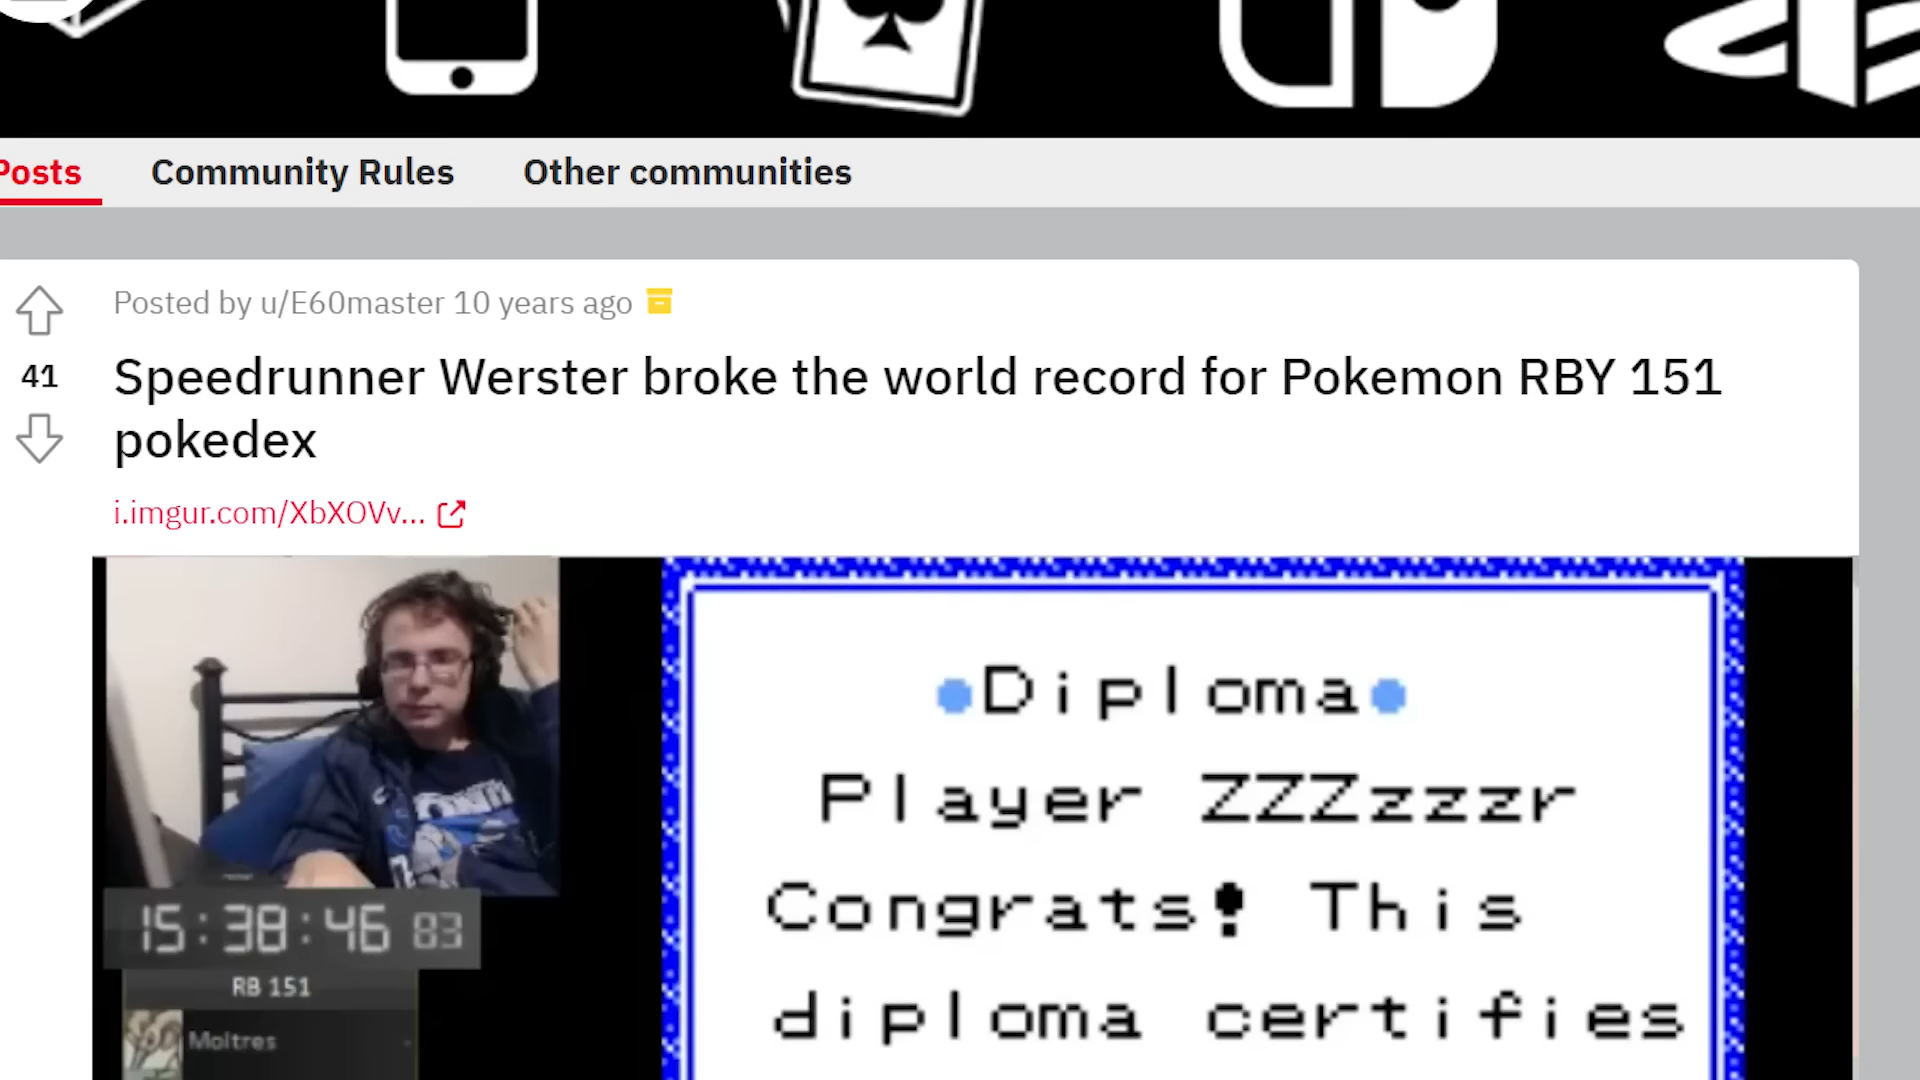 Posts Community Rules Other communities
Posted by u/E60master 10 years ago
41
Speedrunner Werster broke the world record for Pokemon RBY 151
pokedex
i.imgur.com/XbXOVv...
Diploma
Player ZZZzzzr
Congrats! This
diploma certifies
15:38:46 83
RB 151
Moltres -